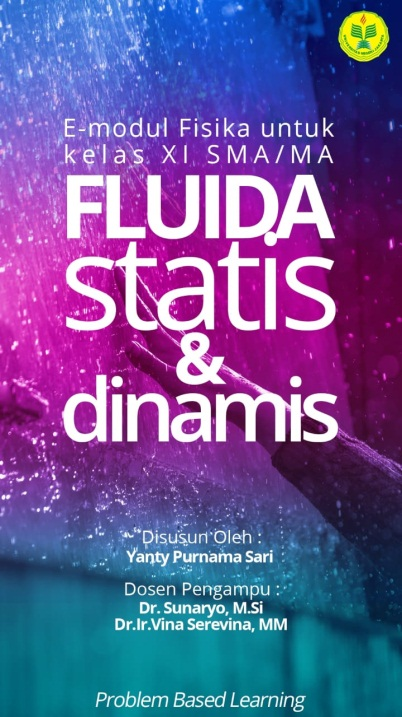 E-modul Fisika untuk
kelas XI SMA/MA
FLUIDA
statis
&
dinamis
Disusun Oleh :
Yanty Purnama Sari
Dosen Pengampu :
Dr. Sunaryo, M.Si
Dr.Ir.Vina Serevina, MM
Problem Based Learning